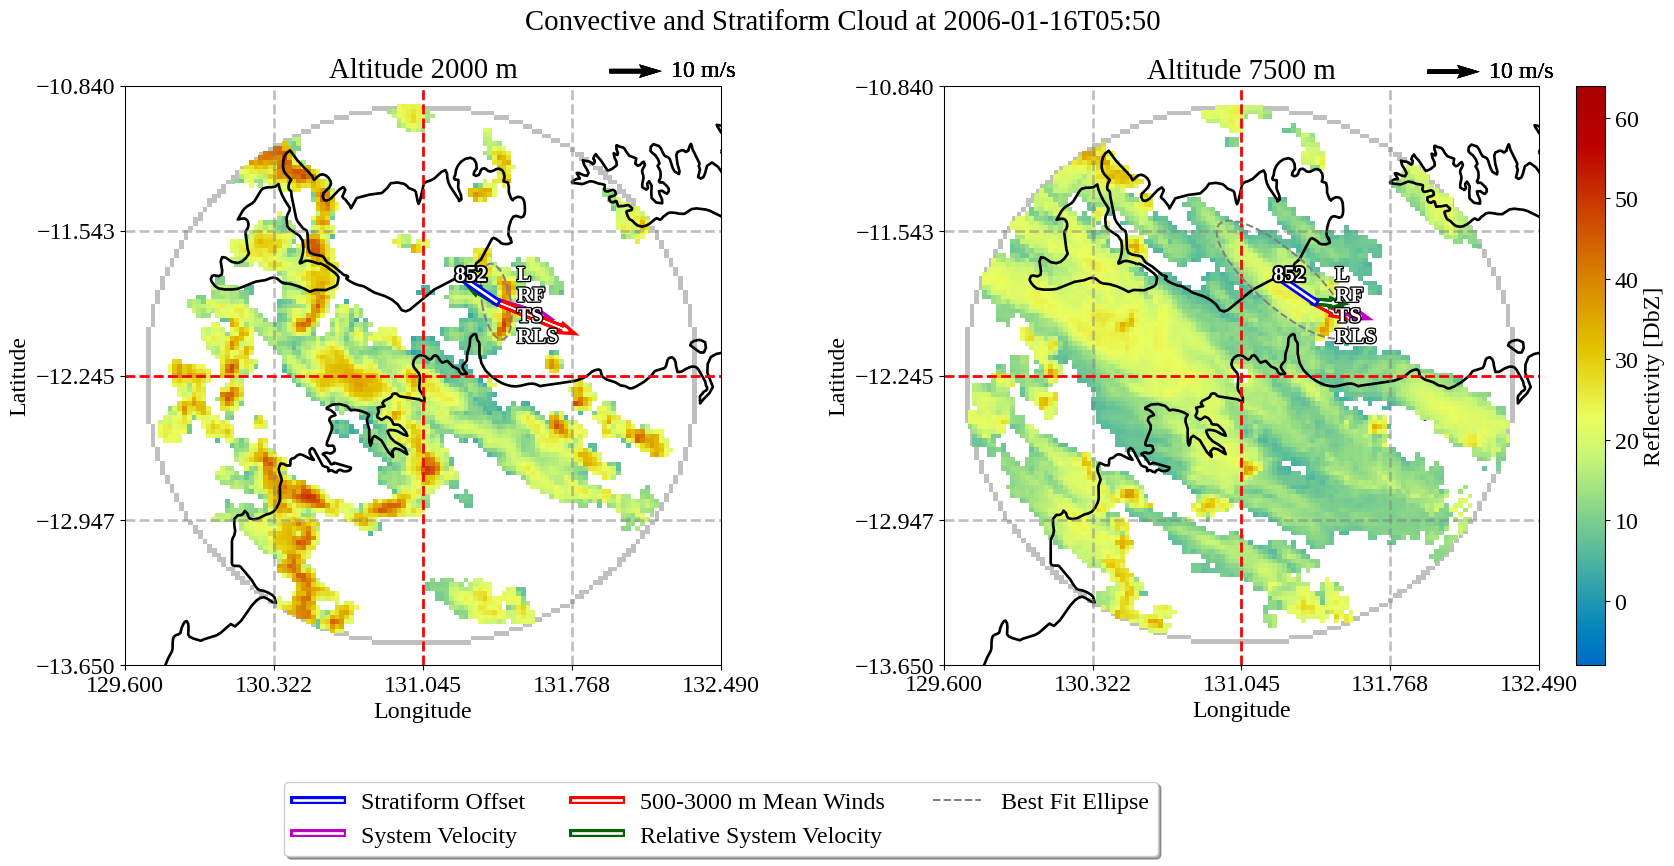 Convective and Stratiform Cloud at 2006-01-16T05:50
Altitude 2000 m
10 m/s
−10.840
−11.543
−12.245
−12.947
−13.650
Latitude
852
L
RF
TS
RLS
129.600
130.322
131.045
131.768
132.490
Longitude
Altitude 7500 m
10 m/s
−10.840
−11.543
−12.245
−12.947
−13.650
Latitude
852
L
RF
TS
RLS
129.600
130.322
131.045
131.768
132.490
Longitude
60
50
40
30
20
10
0
Reflectivity [DbZ]
Stratiform Offset
System Velocity
500-3000 m Mean Winds
Relative System Velocity
Best Fit Ellipse